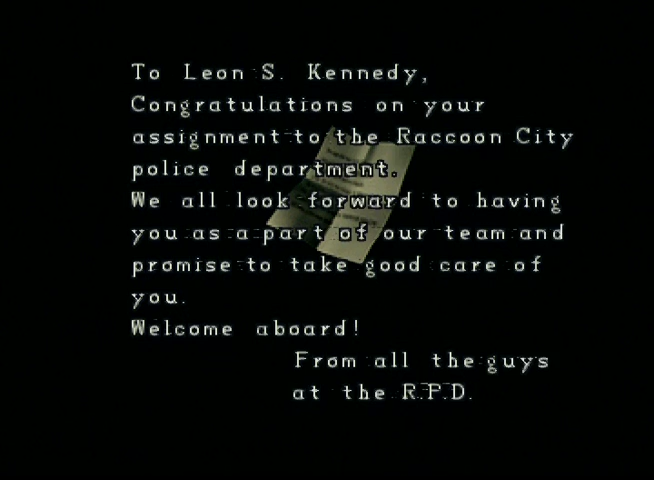 To Leon S. Kennedy,
Congratulations on your
assignment to the Raccoon City
police department.
We all look forward to having
you as a part of our team and
promise to take good care of
you.
Welcome aboard!
From all the guys
at the R.P.D.